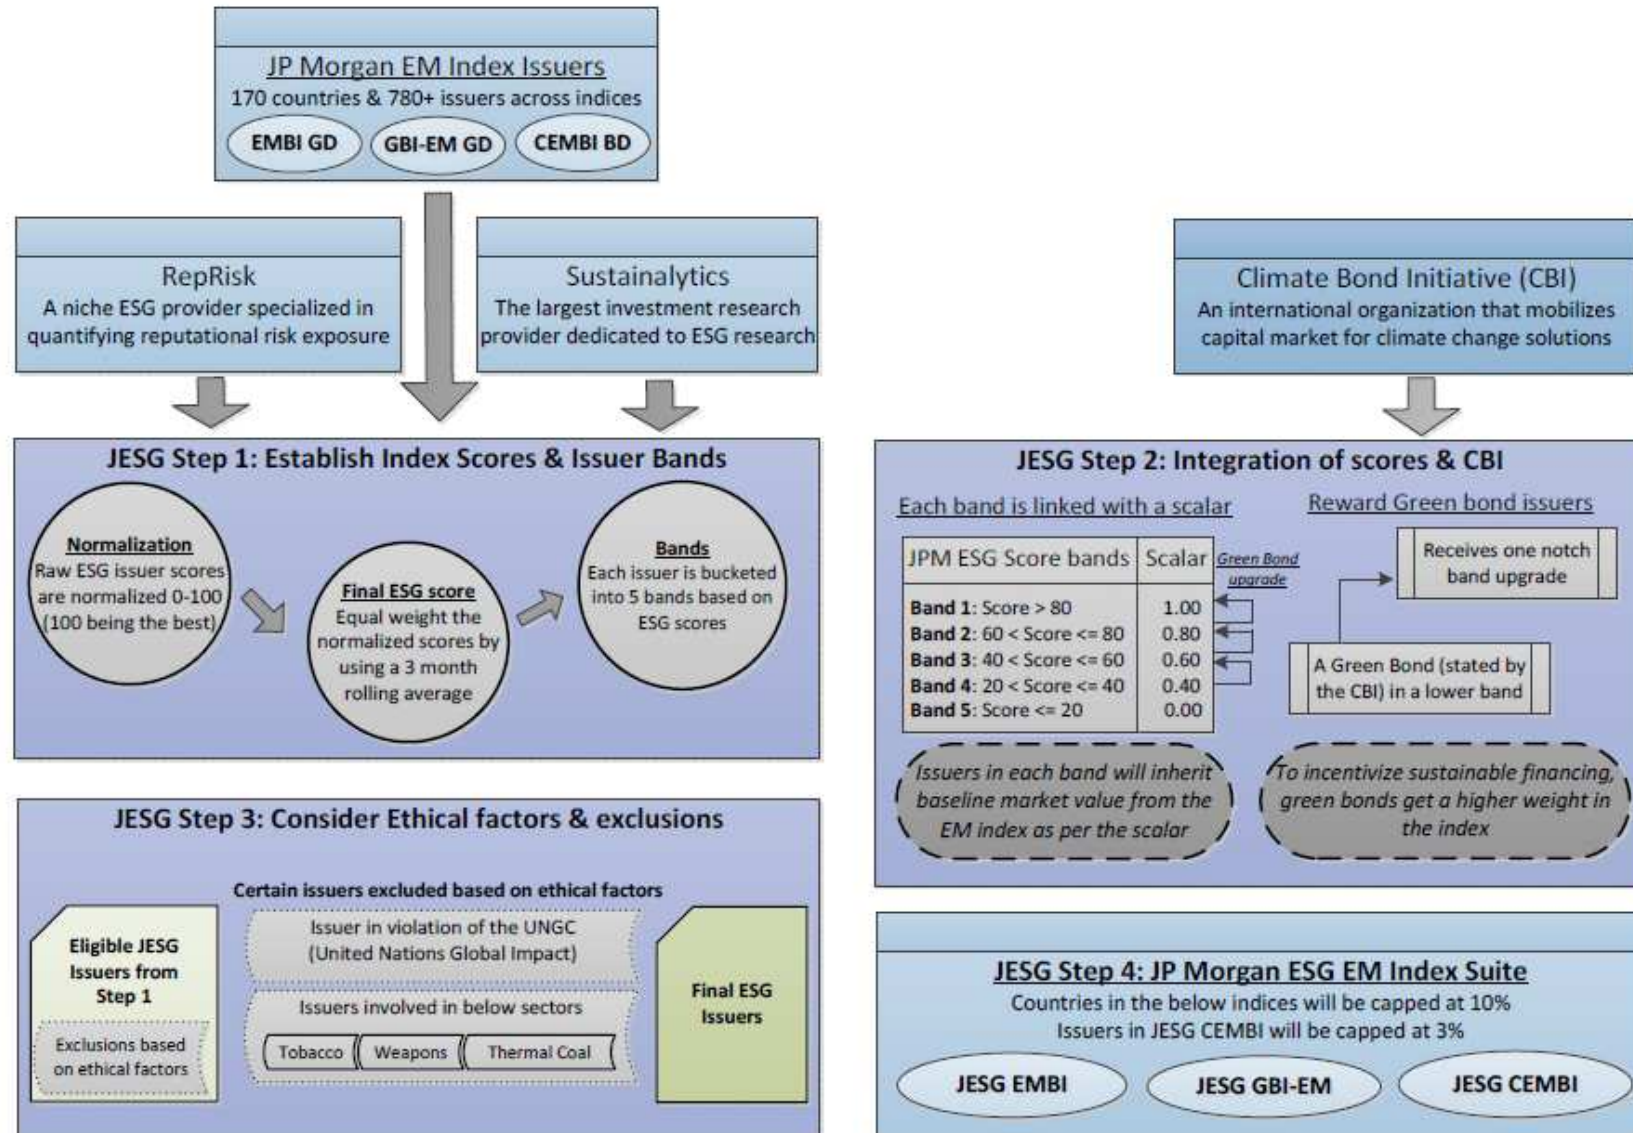 JP Morgan EM Index Issuers
170 countries & 780+ issuers across indices
EMBI GD
GBI-EM GD
CEMBI BD
RepRisk
A niche ESG provider specialized in
quantifying reputational risk exposure
Sustainalytics
The largest investment research
provider dedicated to ESG research
Climate Bond Initiative (CBI)
An international organization that mobilizes
capital market for climate change solutions
JESG Step 1: Establish Index Scores & Issuer Bands
Normalization
Raw ESG issuer scores
are normalized 0-100
(100 being the best)
Final ESG score
Equal weight the
normalized scores by
using a 3 month
rolling average
Bands
Each issuer is bucketed
into 5 bands based on
ESG scores
JESG Step 2: Integration of scores & CBI
Each band is linked with a scalar
JPM ESG Score bands Scalar
Band 1: Score > 80 1.00
Band 2: 60 < Score <= 80 0.80
Band 3: 40 < Score <= 60 0.60
Band 4: 20 < Score <= 40 0.40
Band 5: Score <= 20 0.00
Green Bond
upgrade
Reward Green bond issuers
Receives one notch
band upgrade
A Green Bond (stated by
the CBI) in a lower band
Issuers in each band will inherit
baseline market value from the
EM index as per the scalar
To incentivize sustainable financing,
green bonds get a higher weight in
the index
JESG Step 3: Consider Ethical factors & exclusions
Certain issuers excluded based on ethical factors
Eligible JESG
Issuers from
Step 1
Exclusions based
on ethical factors
Issuer in violation of the UNGC
(United Nations Global Impact)
Issuers involved in below sectors
Tobacco
Weapons
Thermal Coal
Final ESG
Issuers
JESG Step 4: JP Morgan ESG EM Index Suite
Countries in the below indices will be capped at 10%
Issuers in JESG CEMBI will be capped at 3%
JESG EMBI
JESG GBI-EM
JESG CEMBI